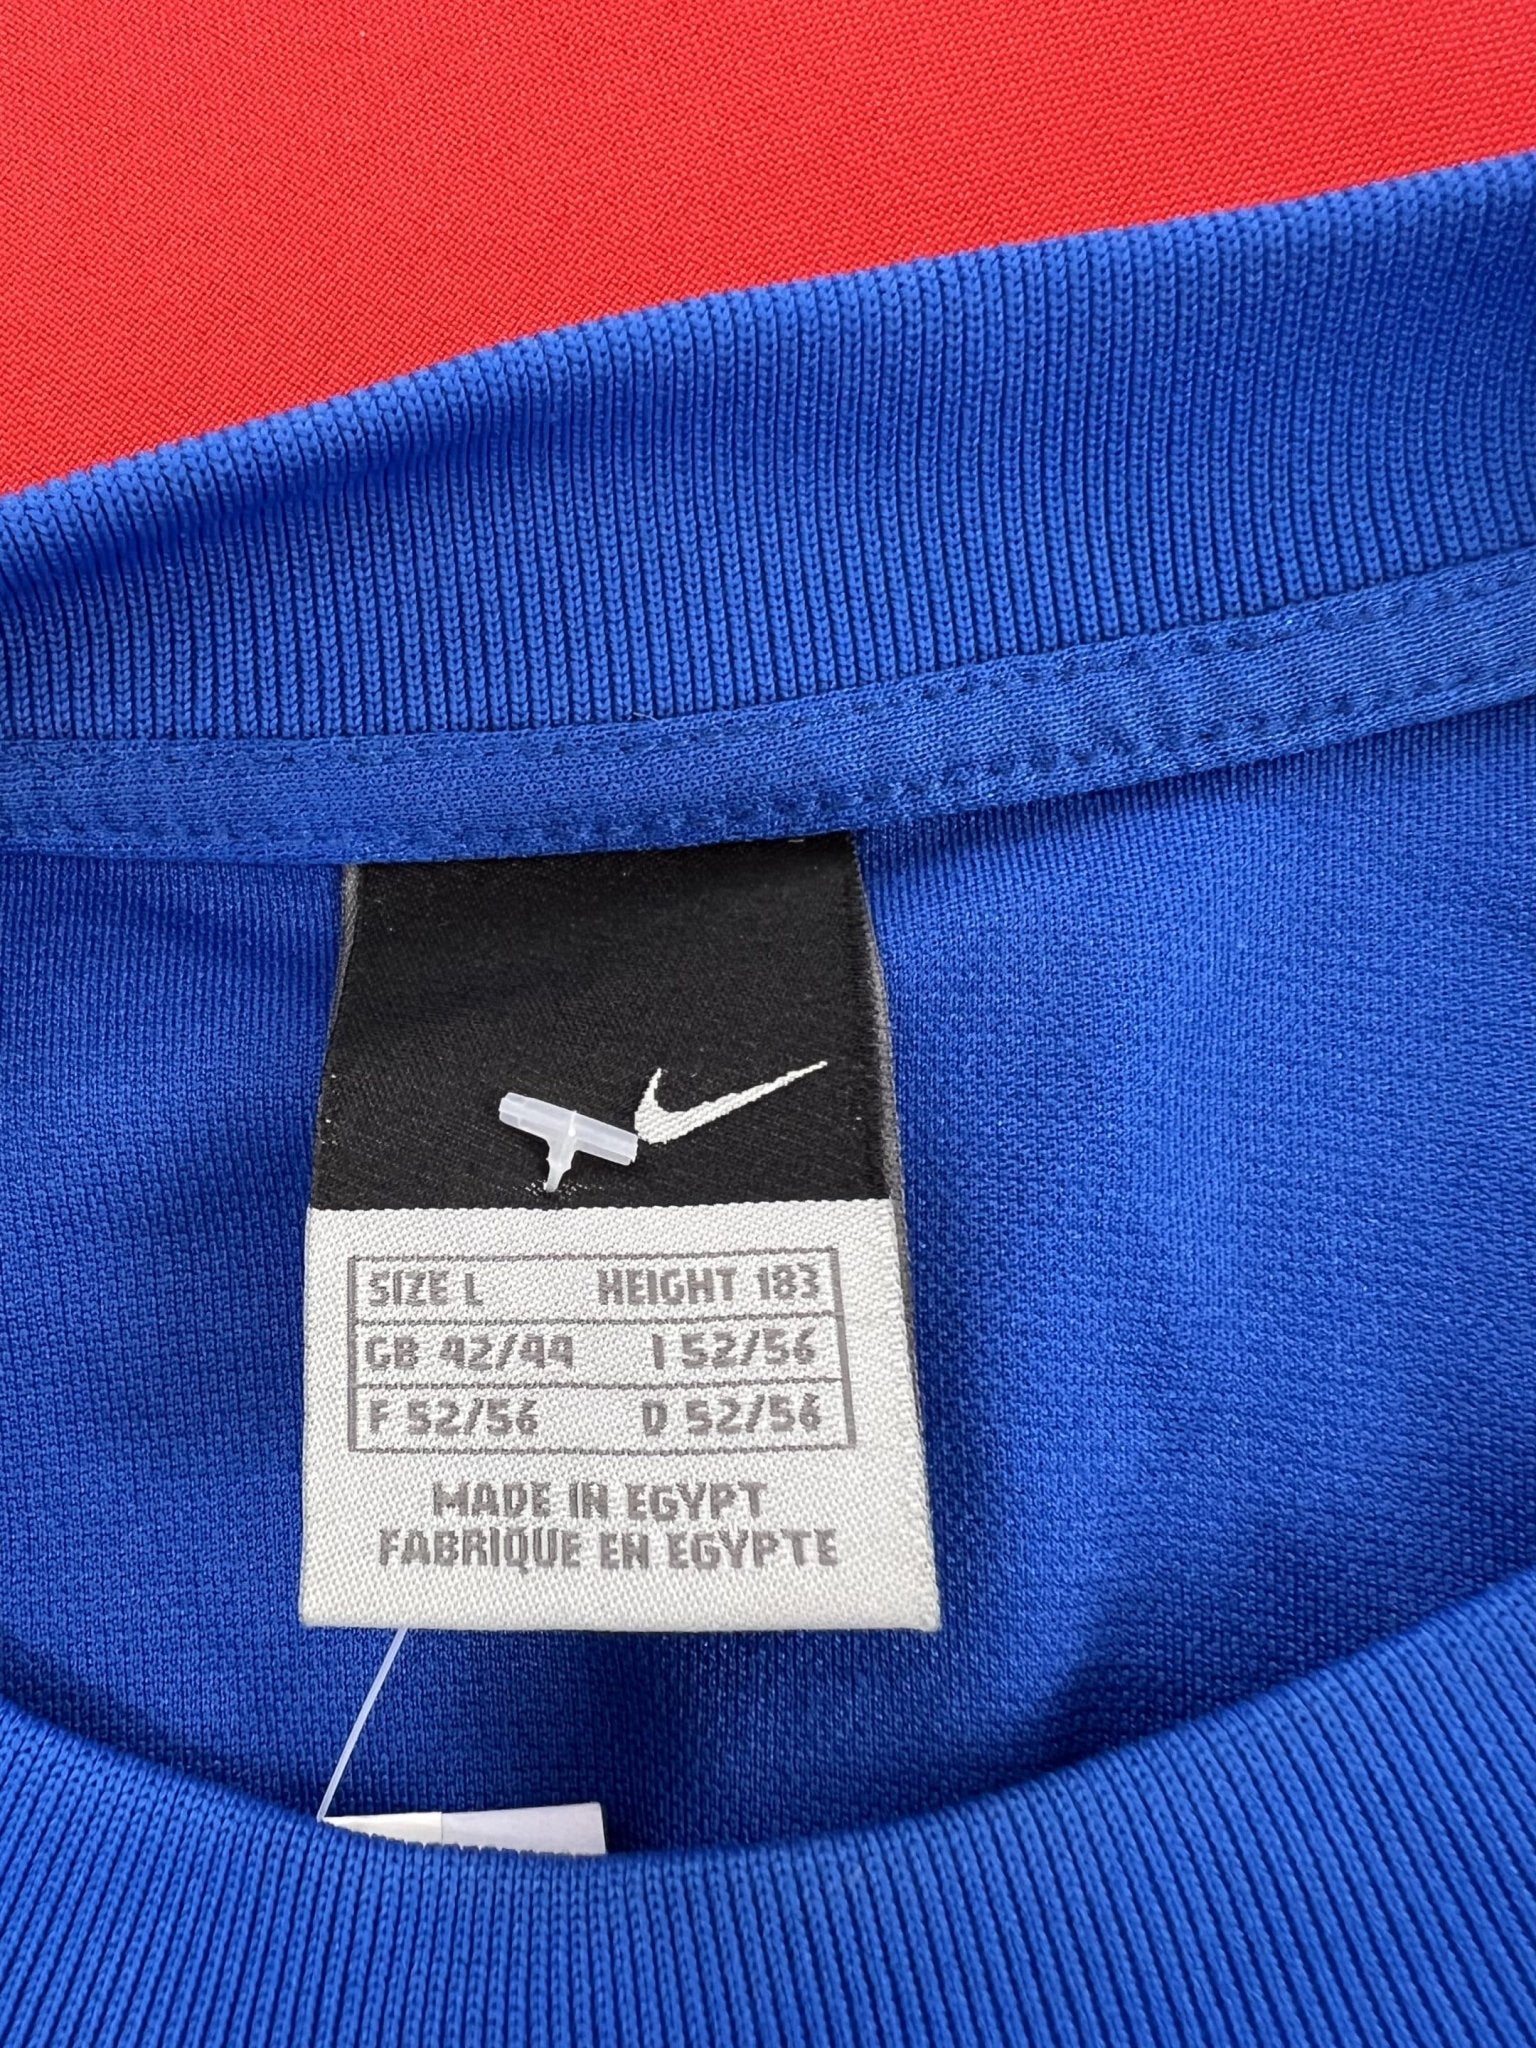 SIZE L HEIGHT 183
GB 42/44 I 52/56
F 52/56 D 52/56
MADE IN EGYPT
FABRIQUE EN EGYPTE